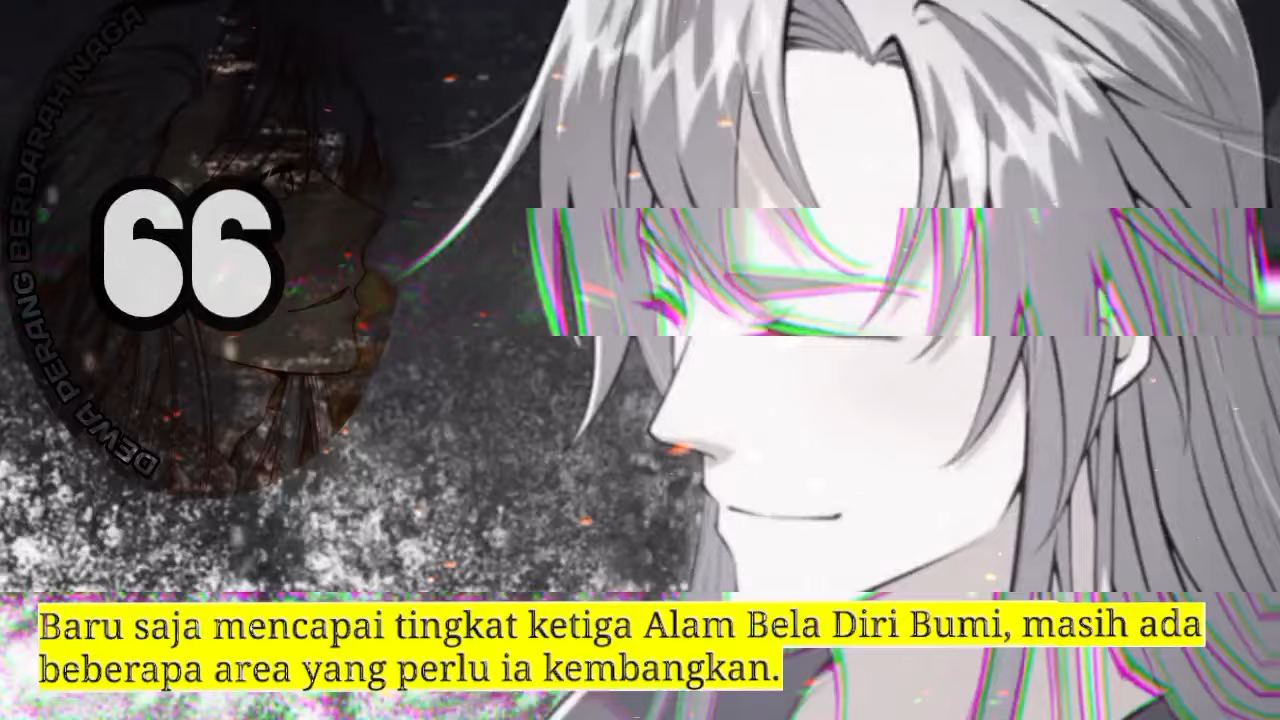 DEWA PERANG BERDARAH NAGA
66
Baru saja mencapai tingkat ketiga Alam Bela Diri Bumi, masih ada
beberapa area yang perlu ia kembangkan.